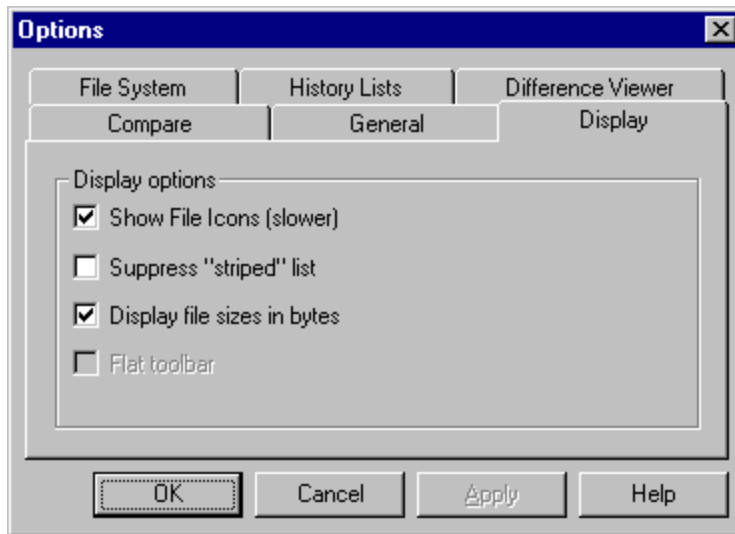 Options
File System History Lists Difference Viewer
Compare General Display
Display options
Show File Icons (slower)
Suppress "striped" list
Display file sizes in bytes
Flat toolbar
OK Cancel Apply Help